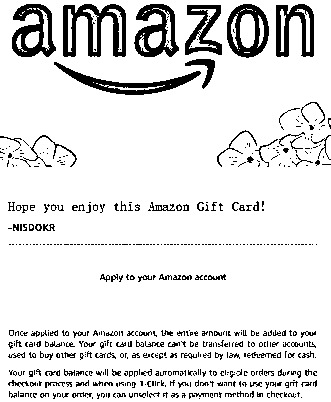 amazon
Hope you enjoy this Amazon Gift Card!
-NISDOKR
Apply to your Amazon account
Once applied to your Amazon account, the entire amount will be added to your
gift card balance. Your gift card balance can't be transferred to other accounts,
used to buy other gift cards, or, as except as required by law, redeemed for cash.
Your gift card balance will be applied automatically to eligible orders during the
checkout process and when using 1-Click. If you don't want to use your gift card
balance on your order, you can unselect it as a payment method in checkout.